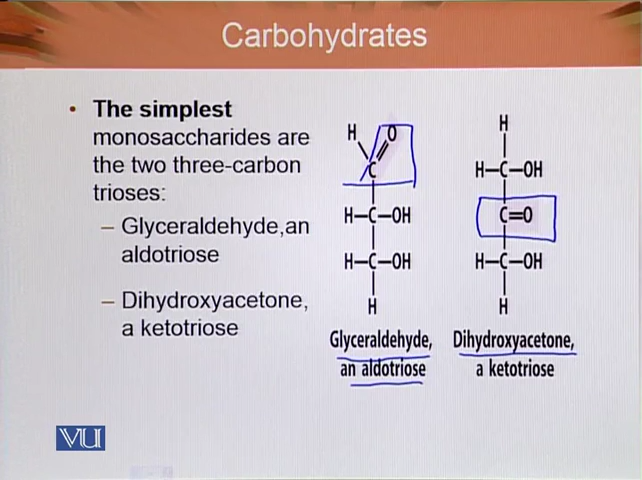 Carbohydrates
• The simplest
monosaccharides are
the two three-carbon
trioses:
– Glyceraldehyde,an
aldotriose
– Dihydroxyacetone,
a ketotriose
H O
C
H–C–OH
H–C–OH
H
Glyceraldehyde,
an aldotriose
H
H–C–OH
C=O
H–C–OH
H
Dihydroxyacetone,
a ketotriose
VU